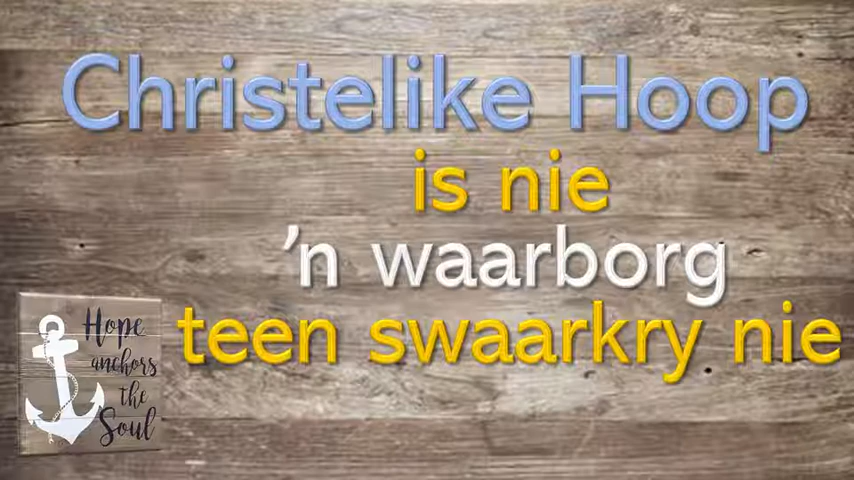 Christelike Hoop
is nie
’n waarborg
teen swaarkry nie
Hope
anchors
the
Soul